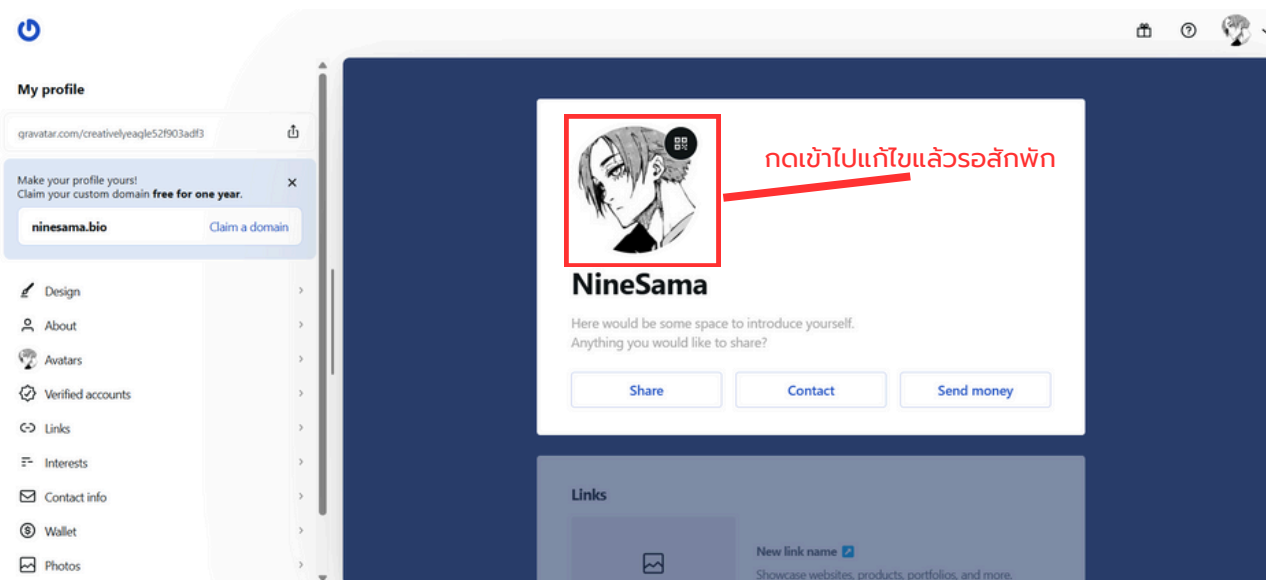 My profile
gravatar.com/creativelyeagle52f903adf3
Make your profile yours!
Claim your custom domain free for one year.
ninesama.bio
Claim a domain
Design
About
Avatars
Verified accounts
Links
Interests
Contact info
Wallet
Photos
กดเข้าไปแก้ไขแล้วรอสักพัก
NineSama
Here would be some space to introduce yourself.
Anything you would like to share?
Share
Contact
Send money
Links
New link name
Showcase websites, products, portfolios, and more.